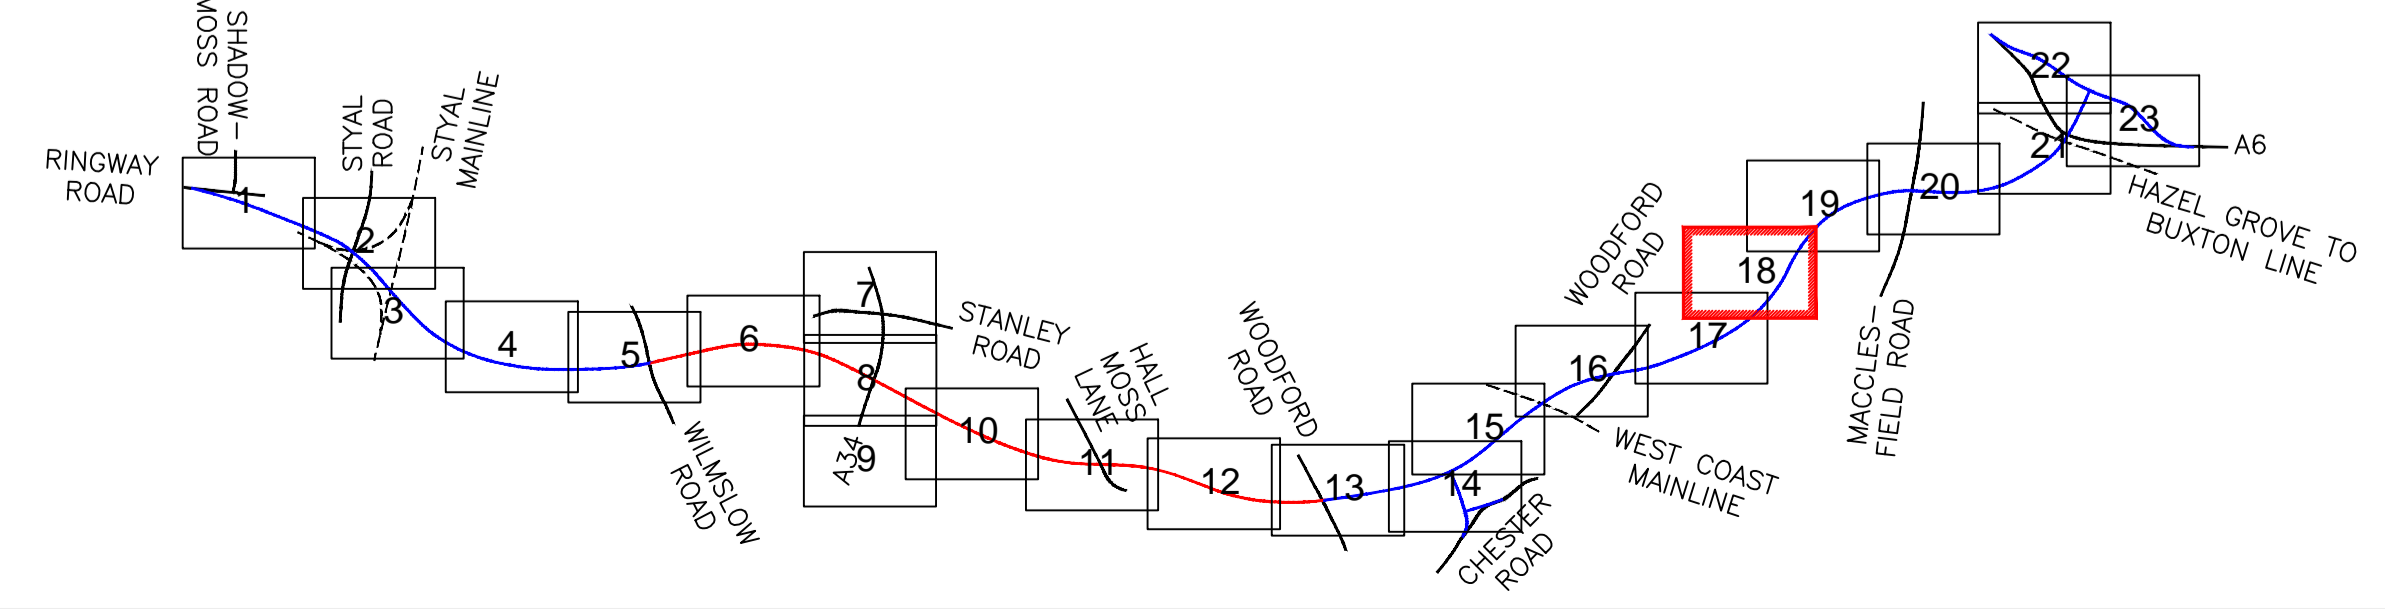 SHADOW-
MOSS ROAD
RINGWAY
ROAD
1
STYAL
ROAD
STYAL
MAINLINE
2
3
4
5
WILMSLOW
ROAD
6
7
STANLEY
ROAD
8
A34
9
10
HALL
MOSS
LANE
11
12
WOODFORD
ROAD
13
14
CHESTER
ROAD
15
WEST COAST
MAINLINE
16
WOODFORD
ROAD
17
18
19
MACCLES-
FIELD ROAD
20
21
22
23
A6
HAZEL GROVE TO
BUXTON LINE